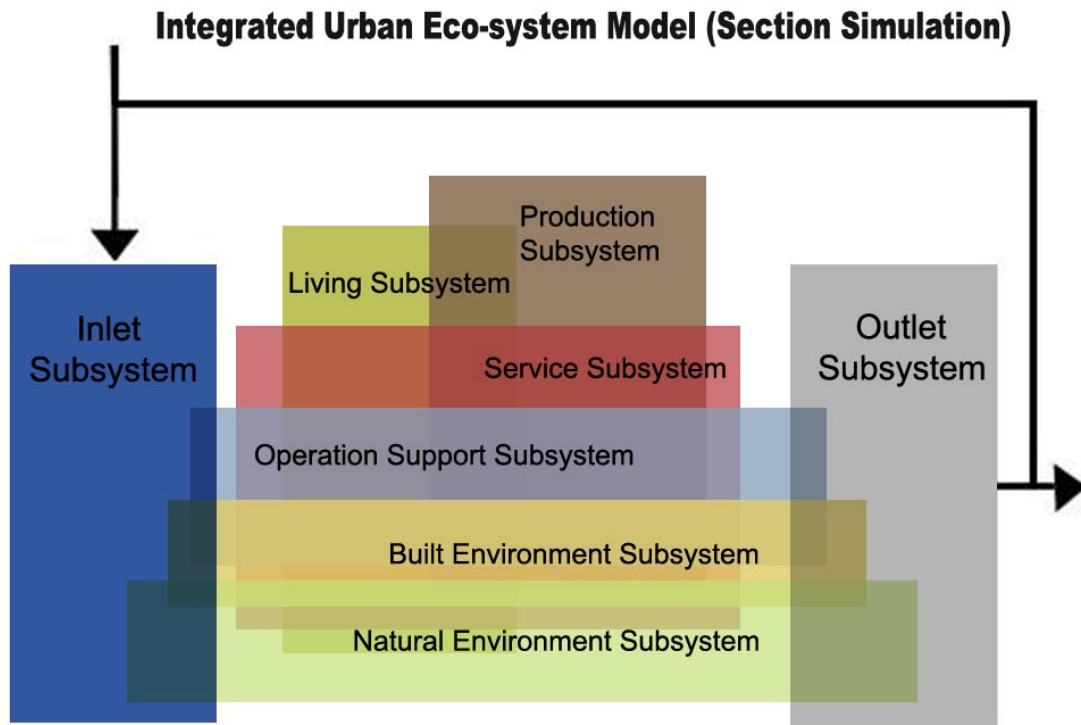 Integrated Urban Eco-system Model (Section Simulation)
Production
Subsystem
Living Subsystem
Inlet
Subsystem
Service Subsystem
Outlet
Subsystem
Operation Support Subsystem
Built Environment Subsystem
Natural Environment Subsystem